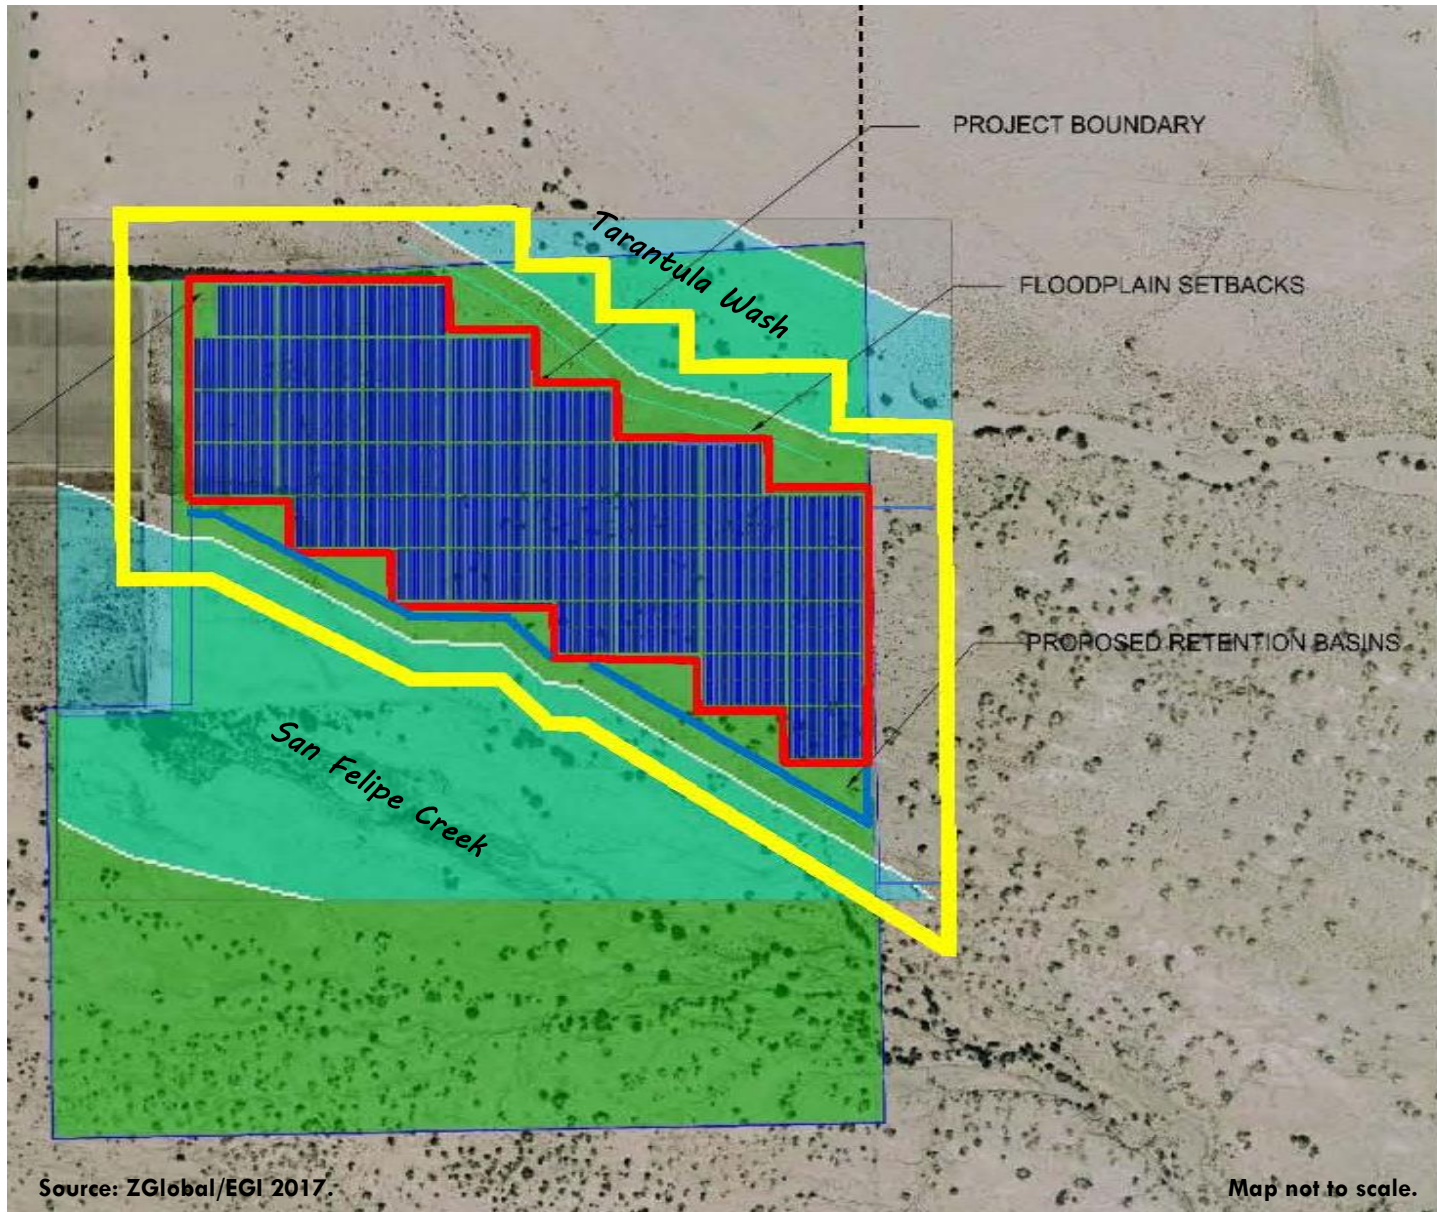 PROJECT BOUNDARY
Tarantula Wash
FLOODPLAIN SETBACKS
PROPOSED RETENTION BASINS
San Felipe Creek
Source: ZGlobal/EGI 2017.
Map not to scale.